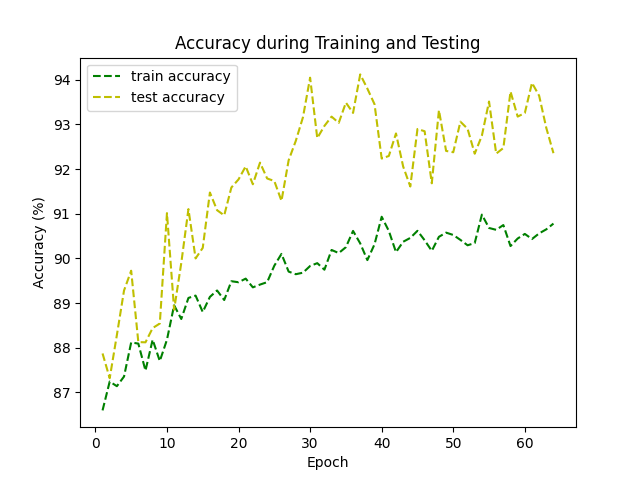 Accuracy during Training and Testing
train accuracy
test accuracy
Accuracy (%)
94
93
92
91
90
89
88
87
0 10 20 30 40 50 60
Epoch